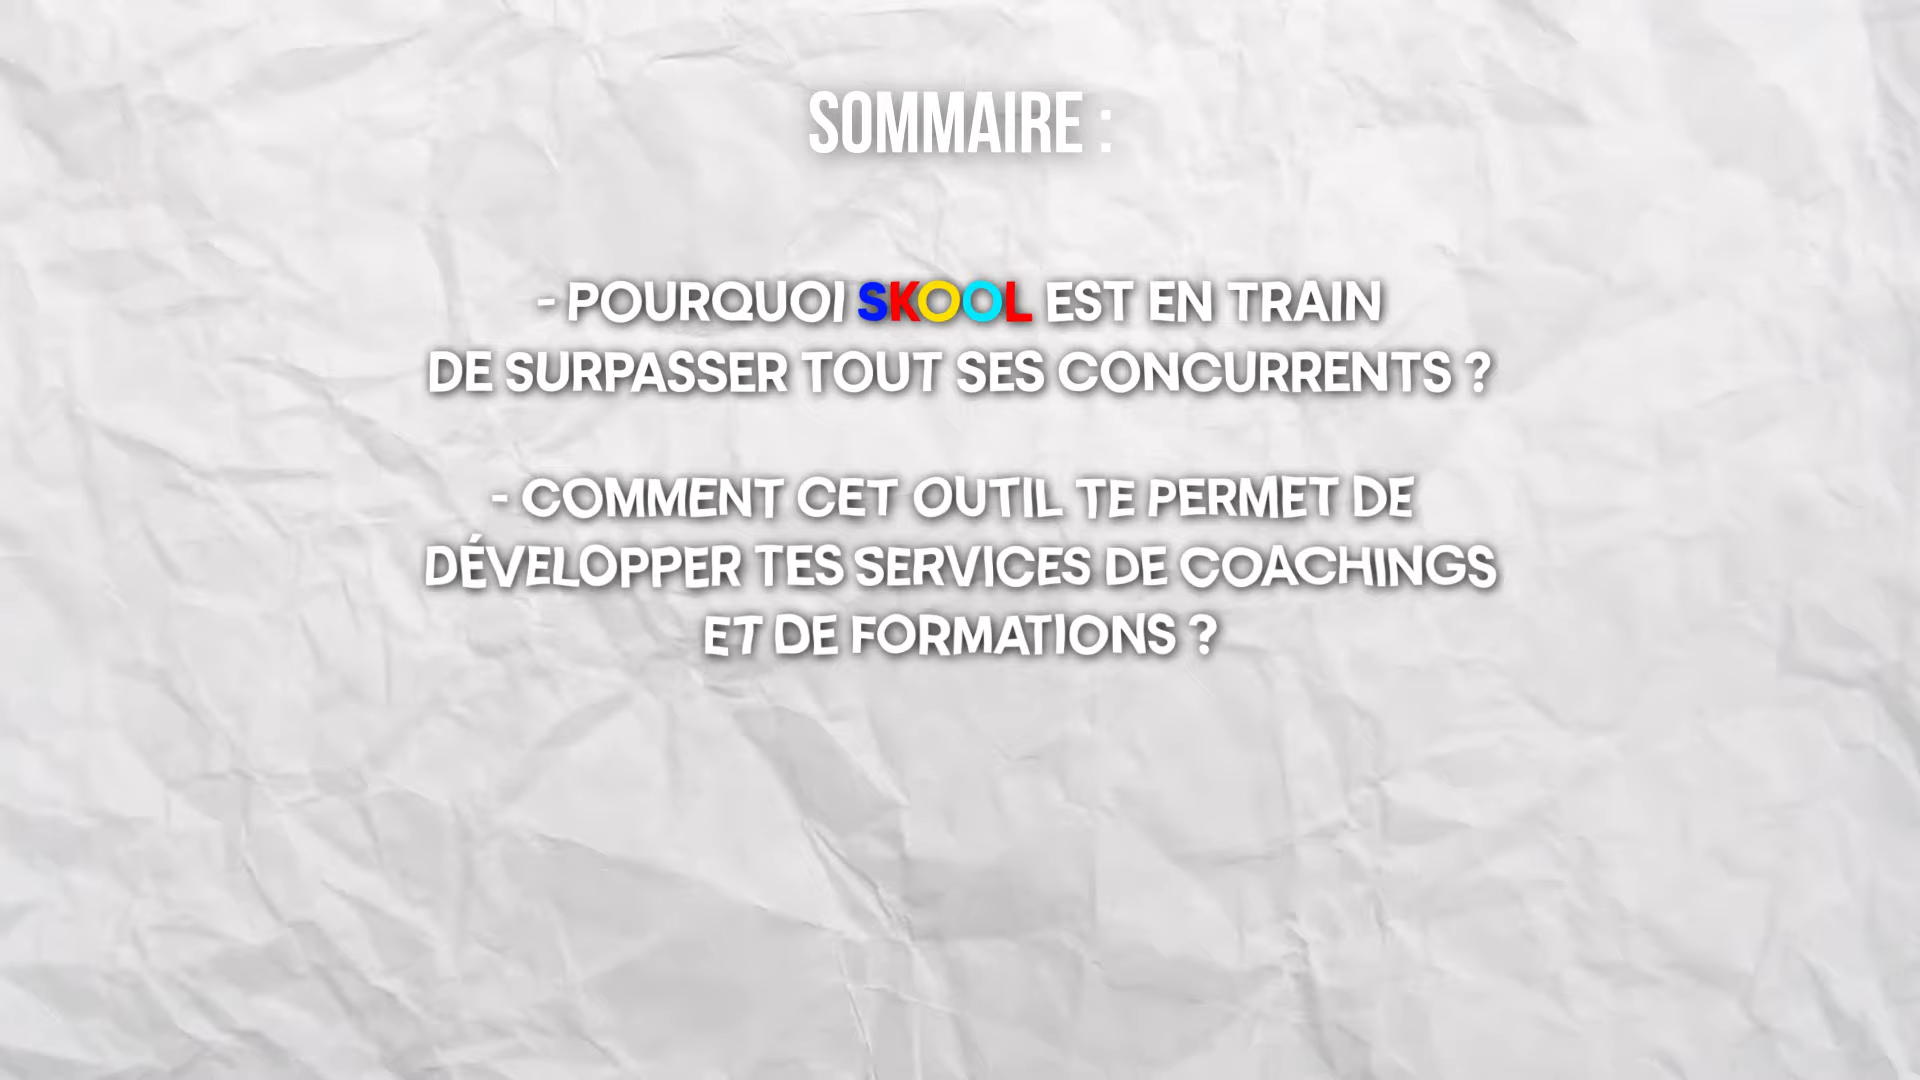 SOMMAIRE :
- POURQUOI SKOOL EST EN TRAIN
DE SURPASSER TOUT SES CONCURRENTS ?
- COMMENT CET OUTIL TE PERMET DE
DÉVELOPPER TES SERVICES DE COACHINGS
ET DE FORMATIONS ?